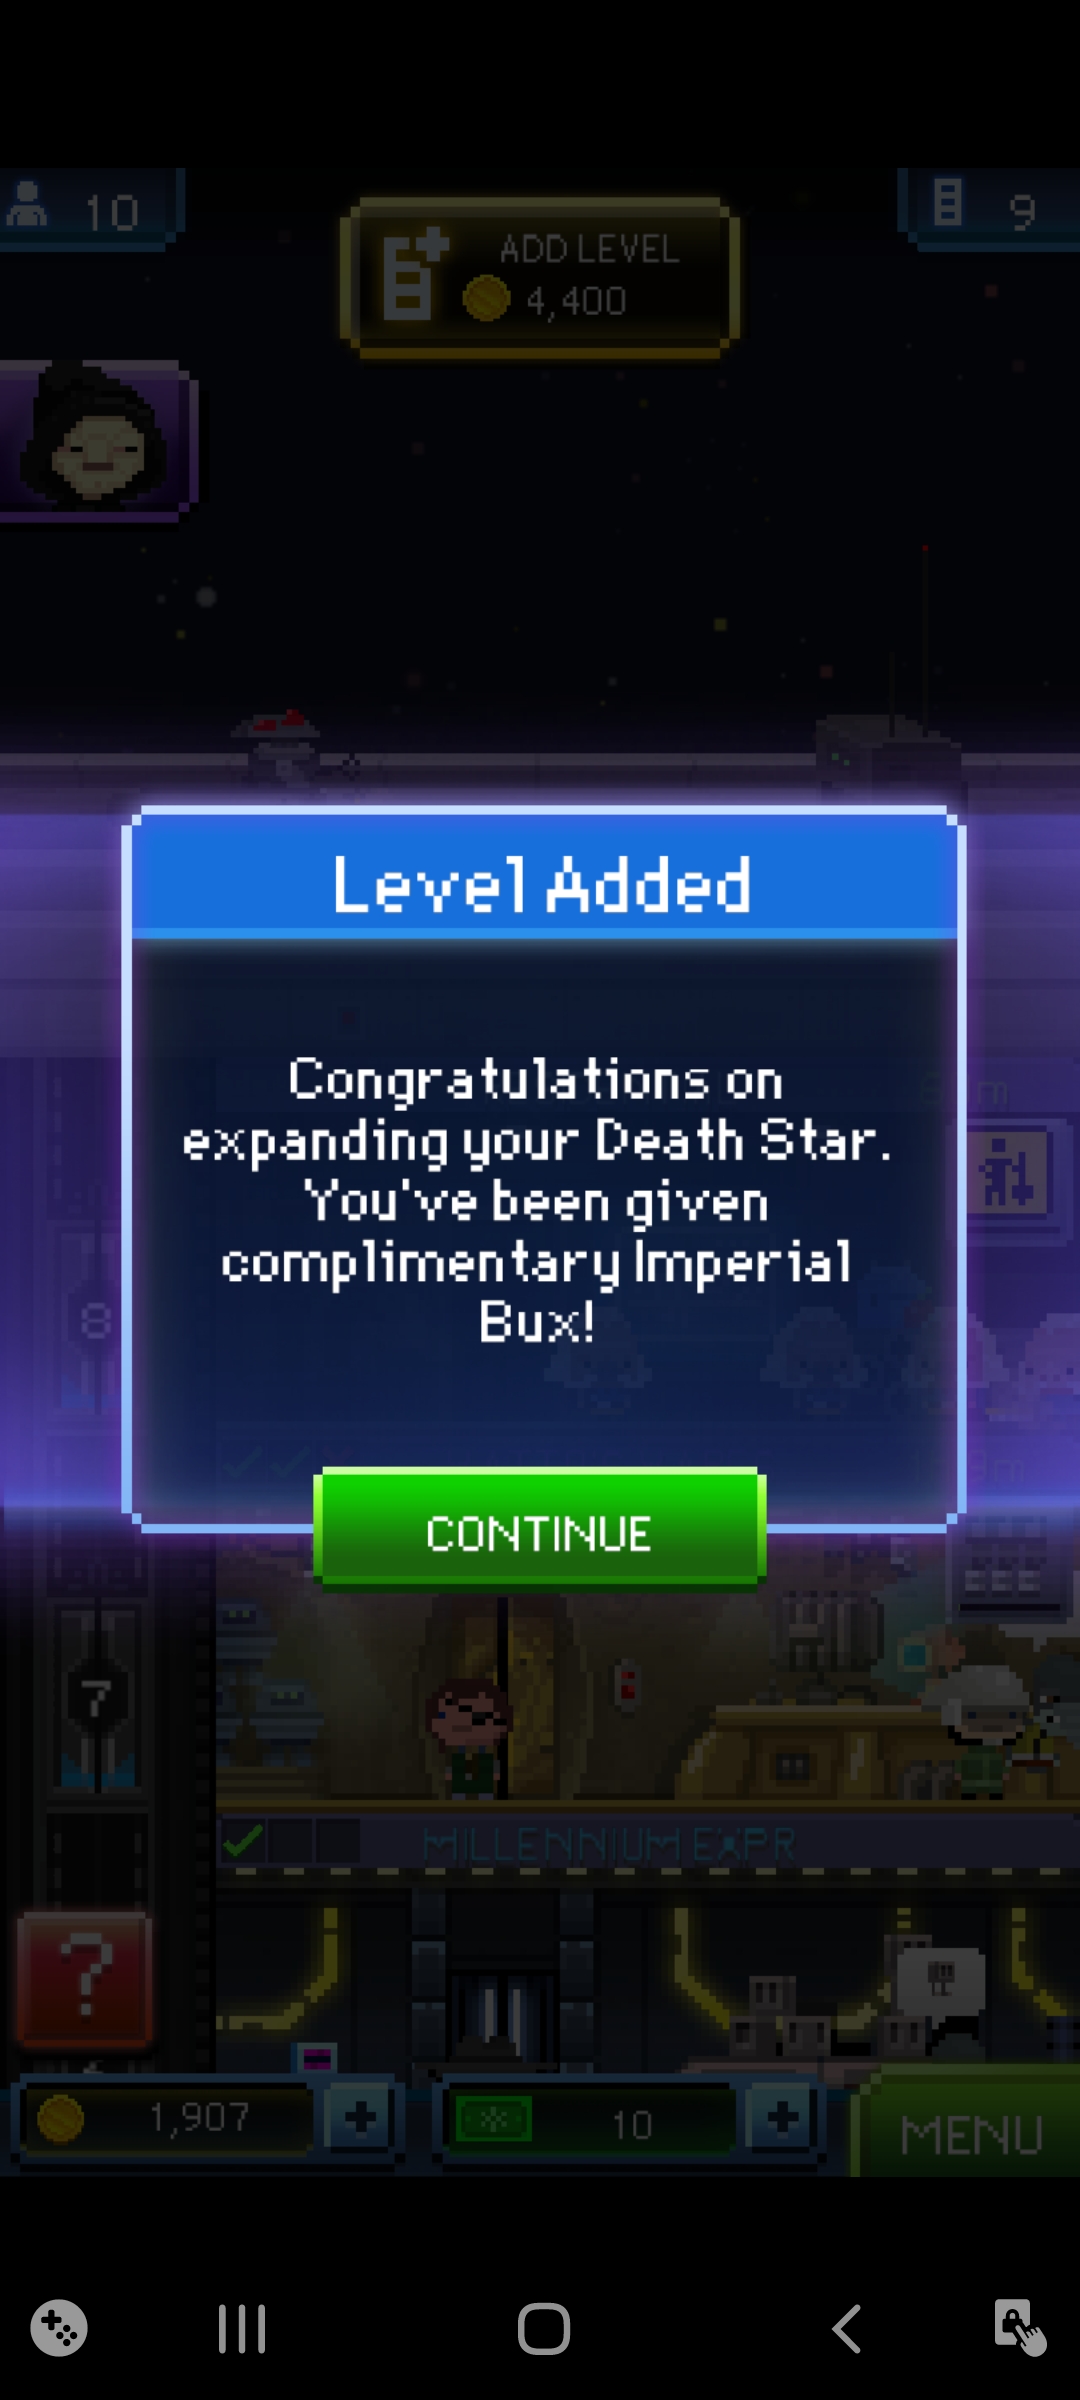 10
ADD LEVEL
4,400
9
Level Added
Congratulations on
expanding your Death Star.
You've been given
complimentary Imperial
Bux!
8
CONTINUE
7
MILLENNIUM EXPR
?
1,907
10
MENU